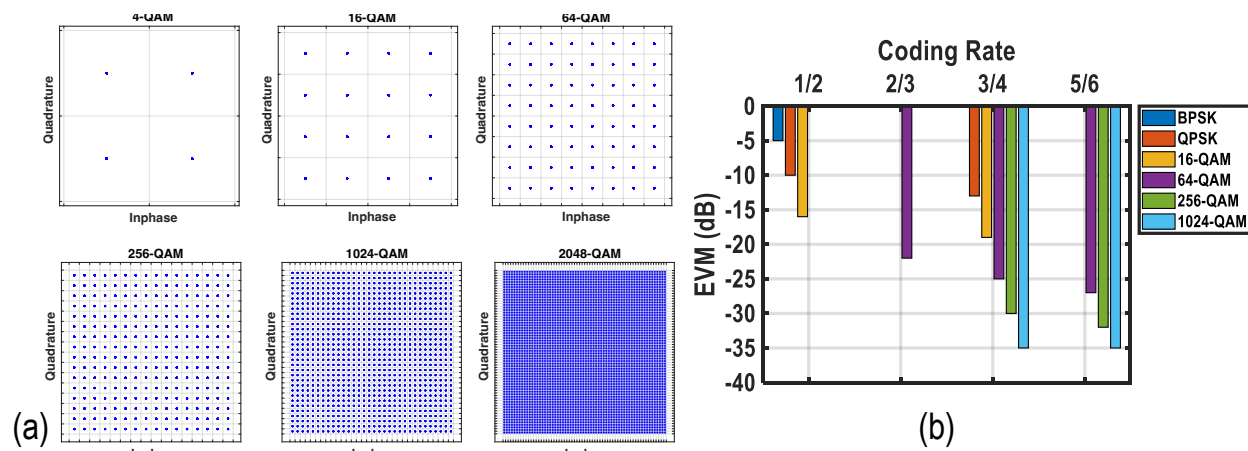 4-QAM
16-QAM
64-QAM
Quadrature
Quadrature
Quadrature
Inphase
Inphase
Inphase
256-QAM
1024-QAM
2048-QAM
Quadrature
Quadrature
Quadrature
(a)
Coding Rate
1/2 2/3 3/4 5/6
0
-5
-10
-15
-20
-25
-30
-35
-40
EVM (dB)
BPSK
QPSK
16-QAM
64-QAM
256-QAM
1024-QAM
(b)